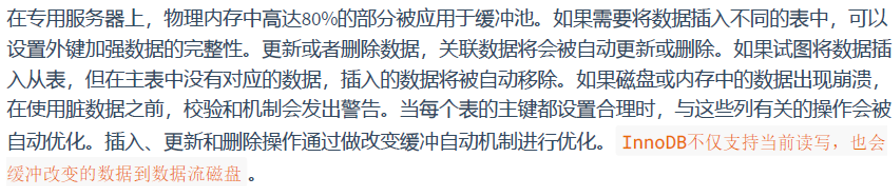 在专用服务器上，物理内存中高达80%的部分被应用于缓冲池。如果需要将数据插入不同的表中，可以
设置外键加强数据的完整性。更新或者删除数据，关联数据将会被自动更新或删除。如果试图将数据插
入从表，但在主表中没有对应的数据，插入的数据将被自动移除。如果磁盘或内存中的数据出现崩溃，
在使用脏数据之前，校验和机制会发出警告。当每个表的主键都设置合理时，与这些列有关的操作会被
自动优化。插入、更新和删除操作通过做改变缓冲自动机制进行优化。 InnoDB不仅支持当前读写，也会
缓冲改变的数据到数据流磁盘 。